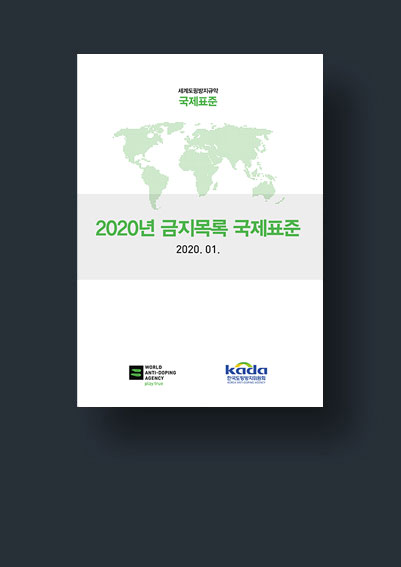 세계도핑방지규약
국제표준
2020년 금지목록 국제표준
2020. 01.
WORLD
ANTI-DOPING
AGENCY
play true
kada
한국도핑방지위원회
KOREA ANTI-DOPING AGENCY